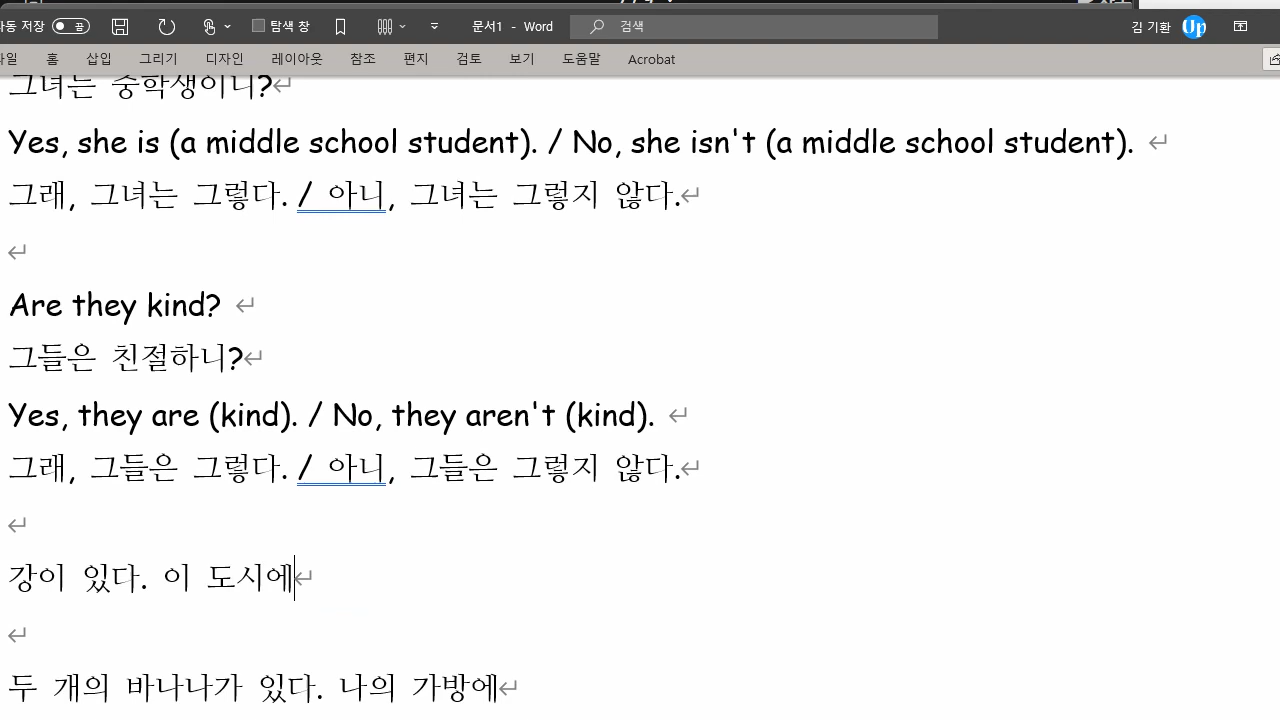 자동 저장 끔 탐색 창 문서1 - Word 검색 김 기환 Up
홈 삽입 그리기 디자인 레이아웃 참조 편지 검토 보기 도움말 Acrobat
그녀는 중학생이니?
Yes, she is (a middle school student). / No, she isn't (a middle school student).
그래, 그녀는 그렇다. / 아니, 그녀는 그렇지 않다.
Are they kind?
그들은 친절하니?
Yes, they are (kind). / No, they aren't (kind).
그래, 그들은 그렇다. / 아니, 그들은 그렇지 않다.
강이 있다. 이 도시에
두 개의 바나나가 있다. 나의 가방에